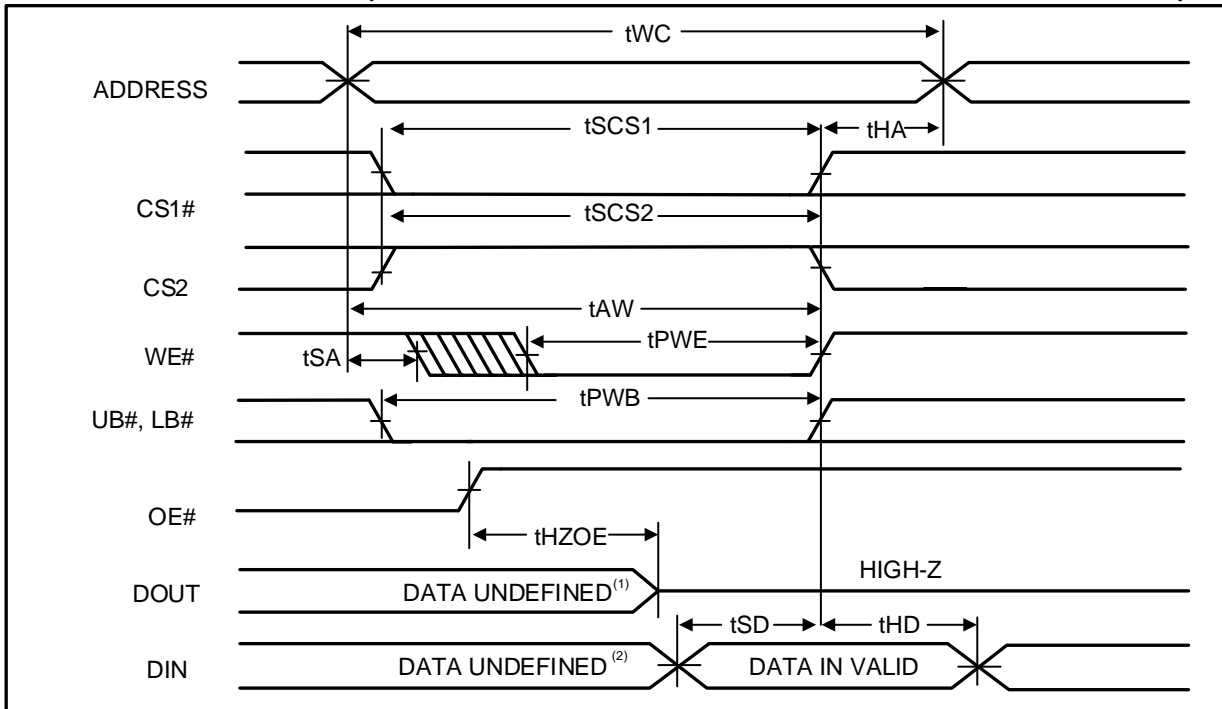 tWC
ADDRESS
tSCS1
tHA
CS1#
tSCS2
CS2
tAW
WE#
tSA
tPWE
UB#, LB#
tPWB
OE#
tHZOE
DOUT
DATA UNDEFINED(1)
HIGH-Z
tSD
tHD
DIN
DATA UNDEFINED (2)
DATA IN VALID